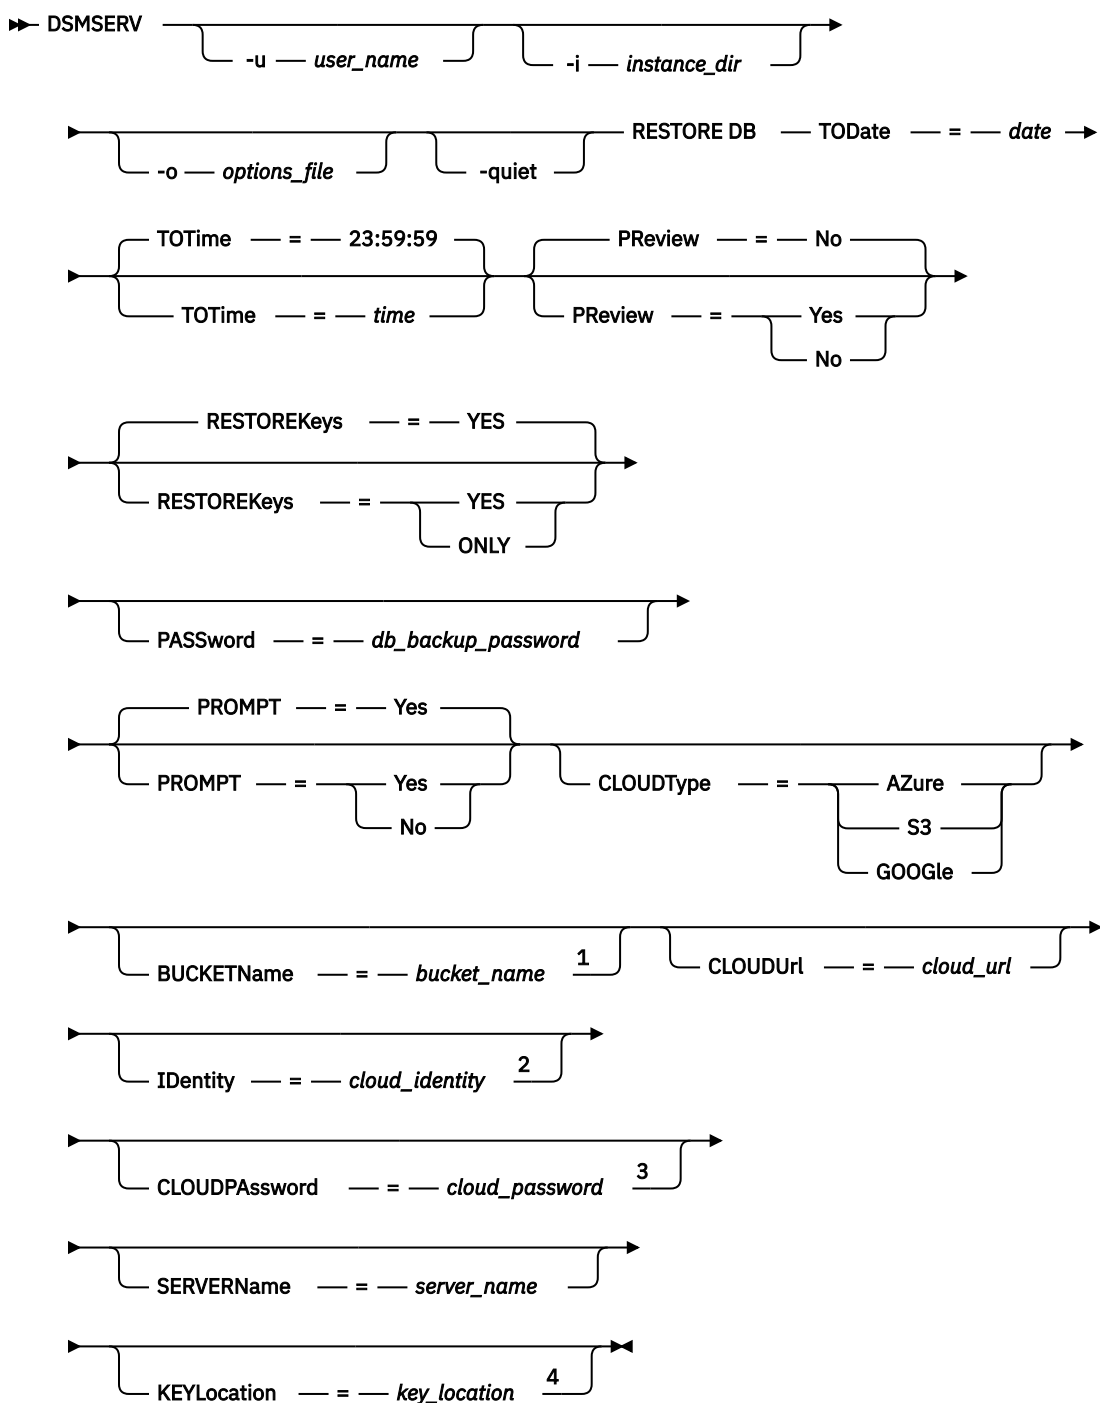 DSMSERV
-u user_name -i instance_dir
RESTORE DB TODate = date
-o options_file -quiet
TOTime = 23:59:59 PReview = No
TOTime = time PReview = Yes
No
RESTOREKeys = YES
RESTOREKeys = YES
ONLY
PASSword = db_backup_password
PROMPT = Yes
PROMPT = Yes CLOUDType = AZure
No S3
GOOGle
BUCKETName = bucket_name 1 CLOUDUrl = cloud_url
IDentity = cloud_identity 2
CLOUDPAssword = cloud_password 3
SERVERName = server_name
KEYLocation = key_location 4